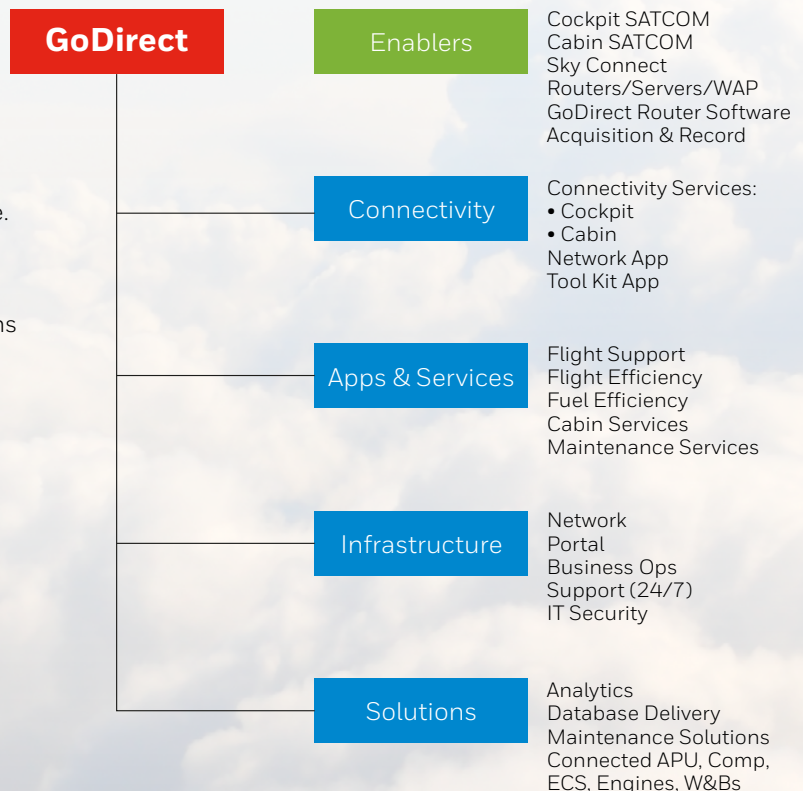 GoDirect
Enablers
Cockpit SATCOM
Cabin SATCOM
Sky Connect
Routers/Servers/WAP
GoDirect Router Software
Acquisition & Record
Connectivity
Connectivity Services:
• Cockpit
• Cabin
Network App
Tool Kit App
Apps & Services
Flight Support
Flight Efficiency
Fuel Efficiency
Cabin Services
Maintenance Services
Infrastructure
Network
Portal
Business Ops
Support (24/7)
IT Security
Solutions
Analytics
Database Delivery
Maintenance Solutions
Connected APU, Comp,
ECS, Engines, W&Bs